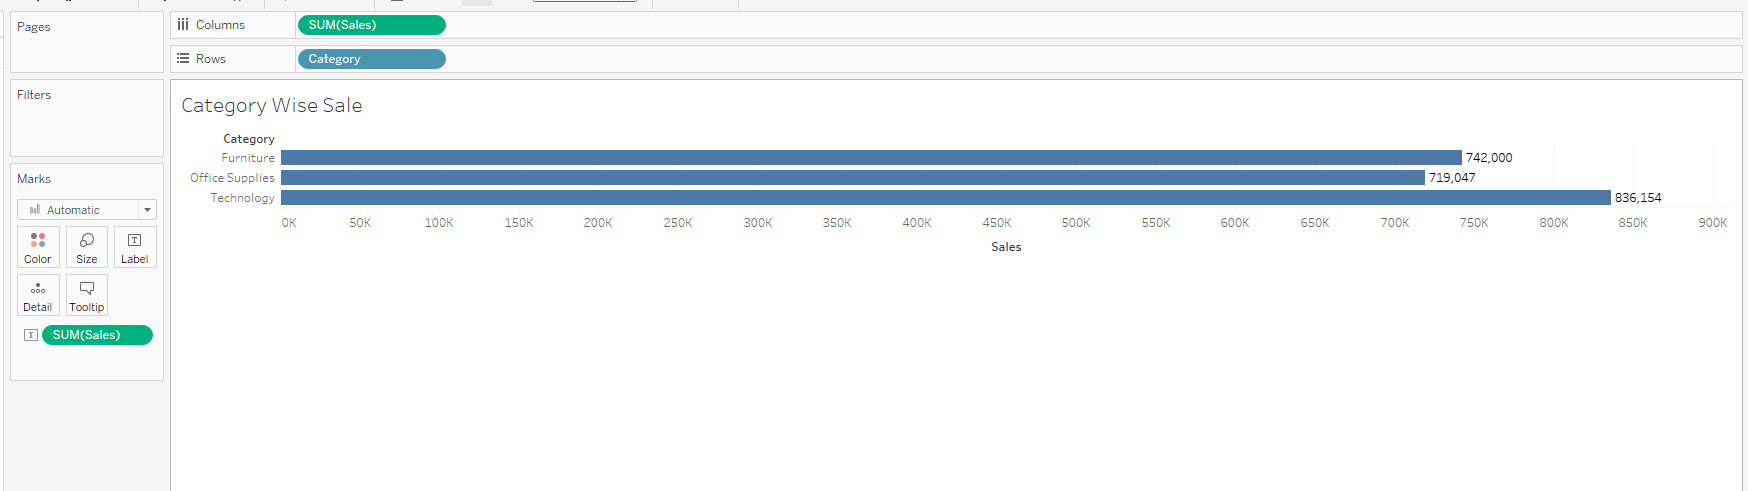 Pages
Columns
SUM(Sales)
Rows
Category
Filters
Marks
Automatic
Color
Size
Label
Detail
Tooltip
SUM(Sales)
Category Wise Sale
Category
Furniture
742,000
Office Supplies
719,047
Technology
836,154
0K 50K 100K 150K 200K 250K 300K 350K 400K 450K 500K 550K 600K 650K 700K 750K 800K 850K 900K
Sales